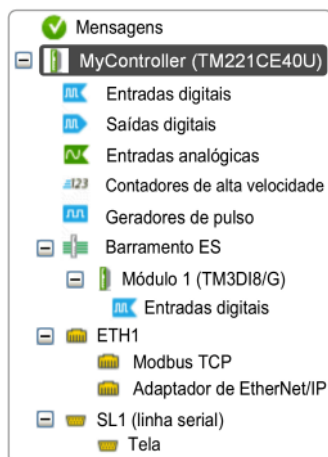 Mensagens
MyController (TM221CE40U)
Entradas digitais
Saídas digitais
Entradas analógicas
123 Contadores de alta velocidade
Geradores de pulso
Barramento ES
Módulo 1 (TM3DI8/G)
Entradas digitais
ETH1
Modbus TCP
Adaptador de EtherNet/IP
SL1 (linha serial)
Tela